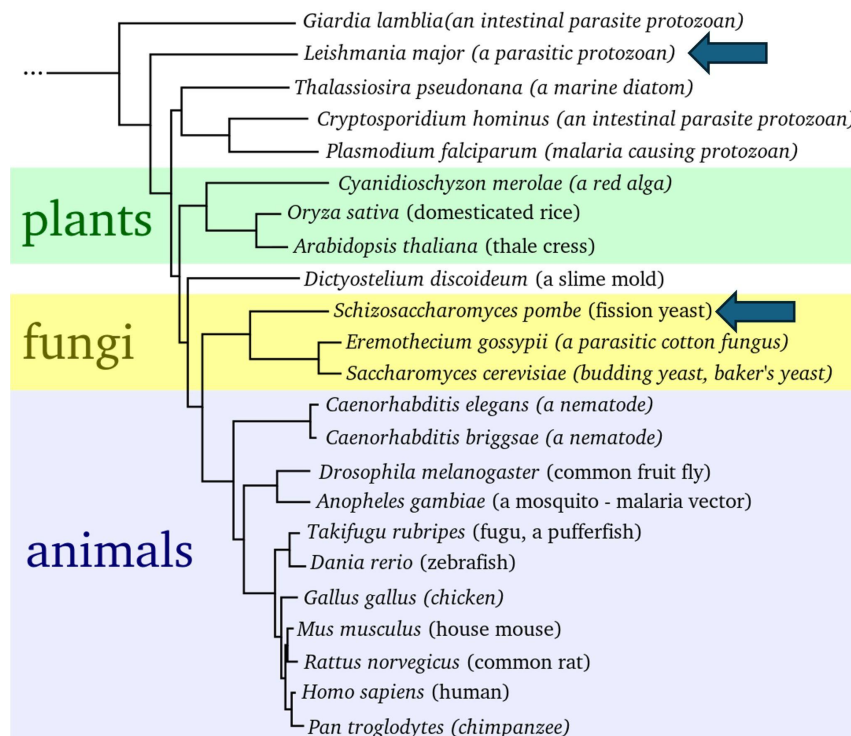 ...
Giardia lamblia(an intestinal parasite protozoan)
Leishmania major (a parasitic protozoan)
Thalassiosira pseudonana (a marine diatom)
Cryptosporidium hominus (an intestinal parasite protozoan)
Plasmodium falciparum (malaria causing protozoan)
plants
Cyanidioschyzon merolae (a red alga)
Oryza sativa (domesticated rice)
Arabidopsis thaliana (thale cress)
Dictyostelium discoideum (a slime mold)
fungi
Schizosaccharomyces pombe (fission yeast)
Eremothecium gossypii (a parasitic cotton fungus)
Saccharomyces cerevisiae (budding yeast, baker's yeast)
animals
Caenorhabditis elegans (a nematode)
Caenorhabditis briggsae (a nematode)
Drosophila melanogaster (common fruit fly)
Anopheles gambiae (a mosquito - malaria vector)
Takifugu rubripes (fugu, a pufferfish)
Dania rerio (zebrafish)
Gallus gallus (chicken)
Mus musculus (house mouse)
Rattus norvegicus (common rat)
Homo sapiens (human)
Pan troglodytes (chimpanzee)